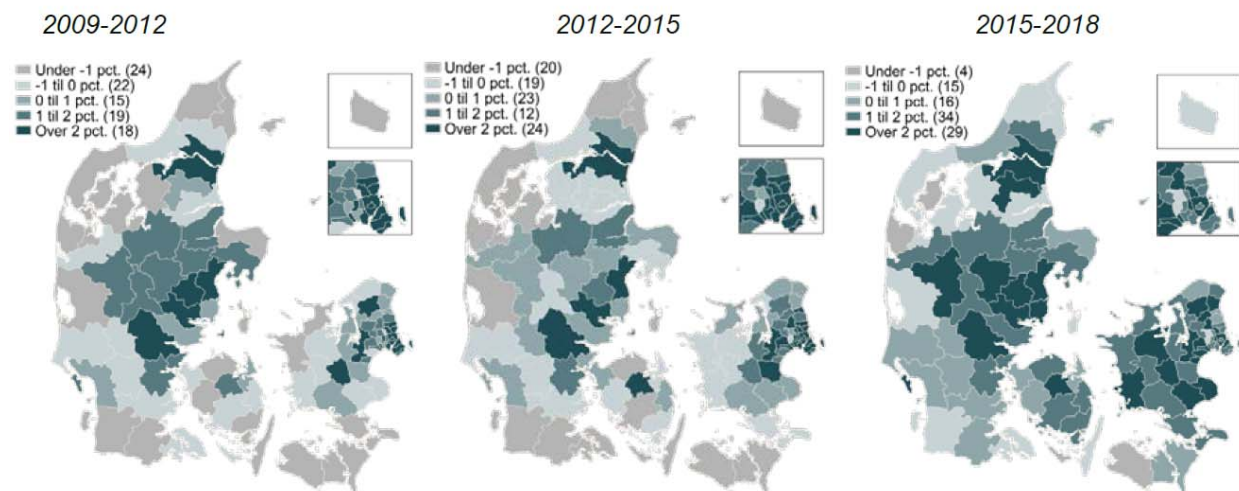 2009-2012
Under -1 pct. (24)
-1 til 0 pct. (22)
0 til 1 pct. (15)
1 til 2 pct. (19)
Over 2 pct. (18)
2012-2015
Under -1 pct. (20)
-1 til 0 pct. (19)
0 til 1 pct. (23)
1 til 2 pct. (12)
Over 2 pct. (24)
2015-2018
Under -1 pct. (4)
-1 til 0 pct. (15)
0 til 1 pct. (16)
1 til 2 pct. (34)
Over 2 pct. (29)